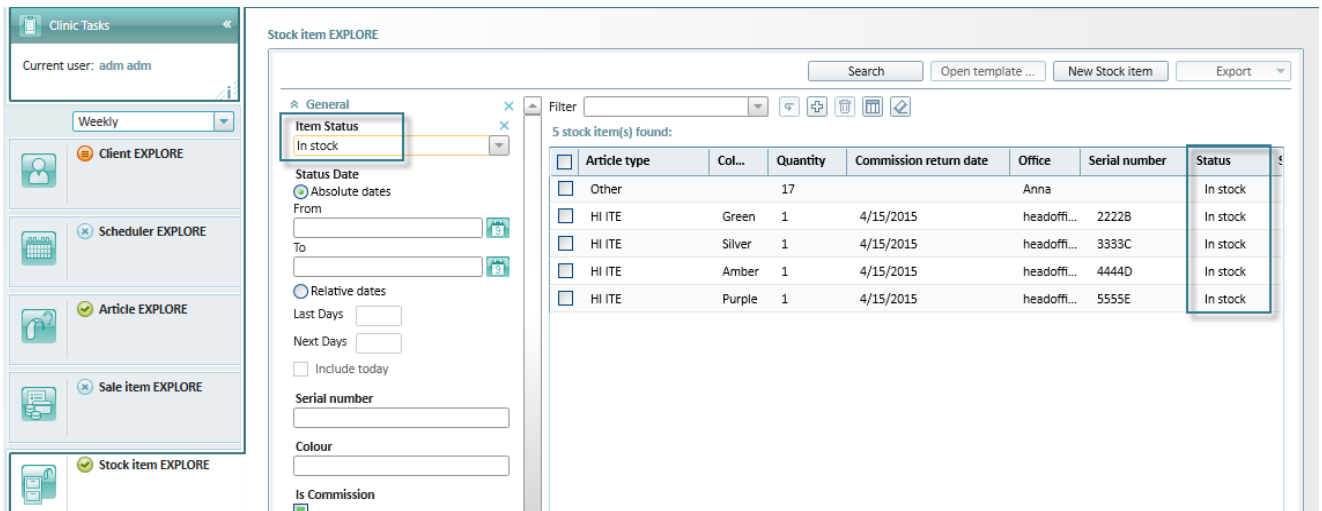 Clinic Tasks «
Current user: adm adm
i
Weekly
Client EXPLORE
Scheduler EXPLORE
Article EXPLORE
Sale item EXPLORE
Stock item EXPLORE
Stock item EXPLORE
Search Open template ... New Stock item Export
General
Item Status
In stock
Status Date
Absolute dates
From
9
To
9
Relative dates
Last Days
Next Days
Include today
Serial number
Colour
Is Commission
Filter
5 stock item(s) found:
Article type Col... Quantity Commission return date Office Serial number Status
Other 17 Anna In stock
HI ITE Green 1 4/15/2015 headoffi... 2222B In stock
HI ITE Silver 1 4/15/2015 headoffi... 3333C In stock
HI ITE Amber 1 4/15/2015 headoffi... 4444D In stock
HI ITE Purple 1 4/15/2015 headoffi... 5555E In stock